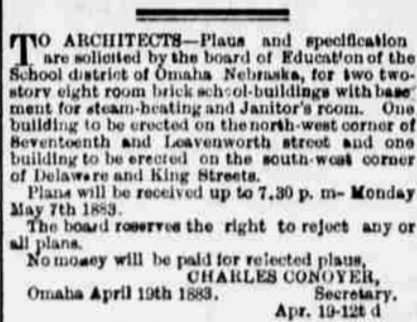 TO ARCHITECTS—Plans and specification
are solicited by the board of Education of the
School district of Omaha Nebraska, for two two-
story eight room brick school-buildings with base
ment for steam-heating and Janitor's room. One
building to be erected on the north-west corner of
Seventeenth and Leavenworth street and one
building to be erected on the south-west corner
of Delaware and King Streets.
Plans will be received up to 7.30 p. m- Monday
May 7th 1883.
The board reserves the right to reject any or
all plans.
No money will be paid for rejected plans,
CHARLES CONOYER,
Omaha April 19th 1883. Secretary.
Apr. 19-12t d